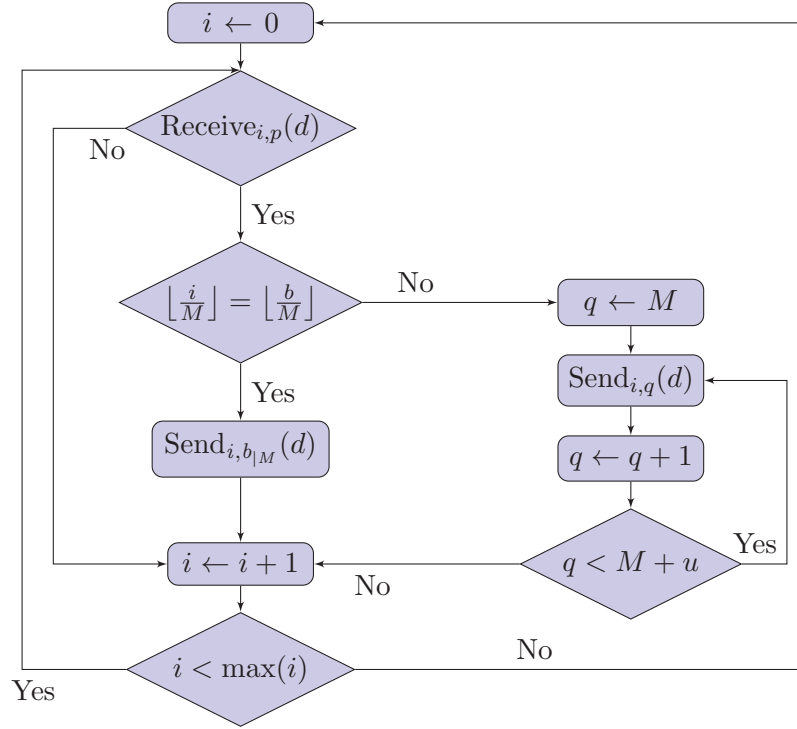 i ← 0
Receive_{i,p}(d)
No
Yes
⌊i/M⌋ = ⌊b/M⌋
No
q ← M
Send_{i,q}(d)
Yes
Send_{i,b_{|M}}(d)
q ← q + 1
i ← i + 1
q < M + u
Yes
No
i < max(i)
No
Yes